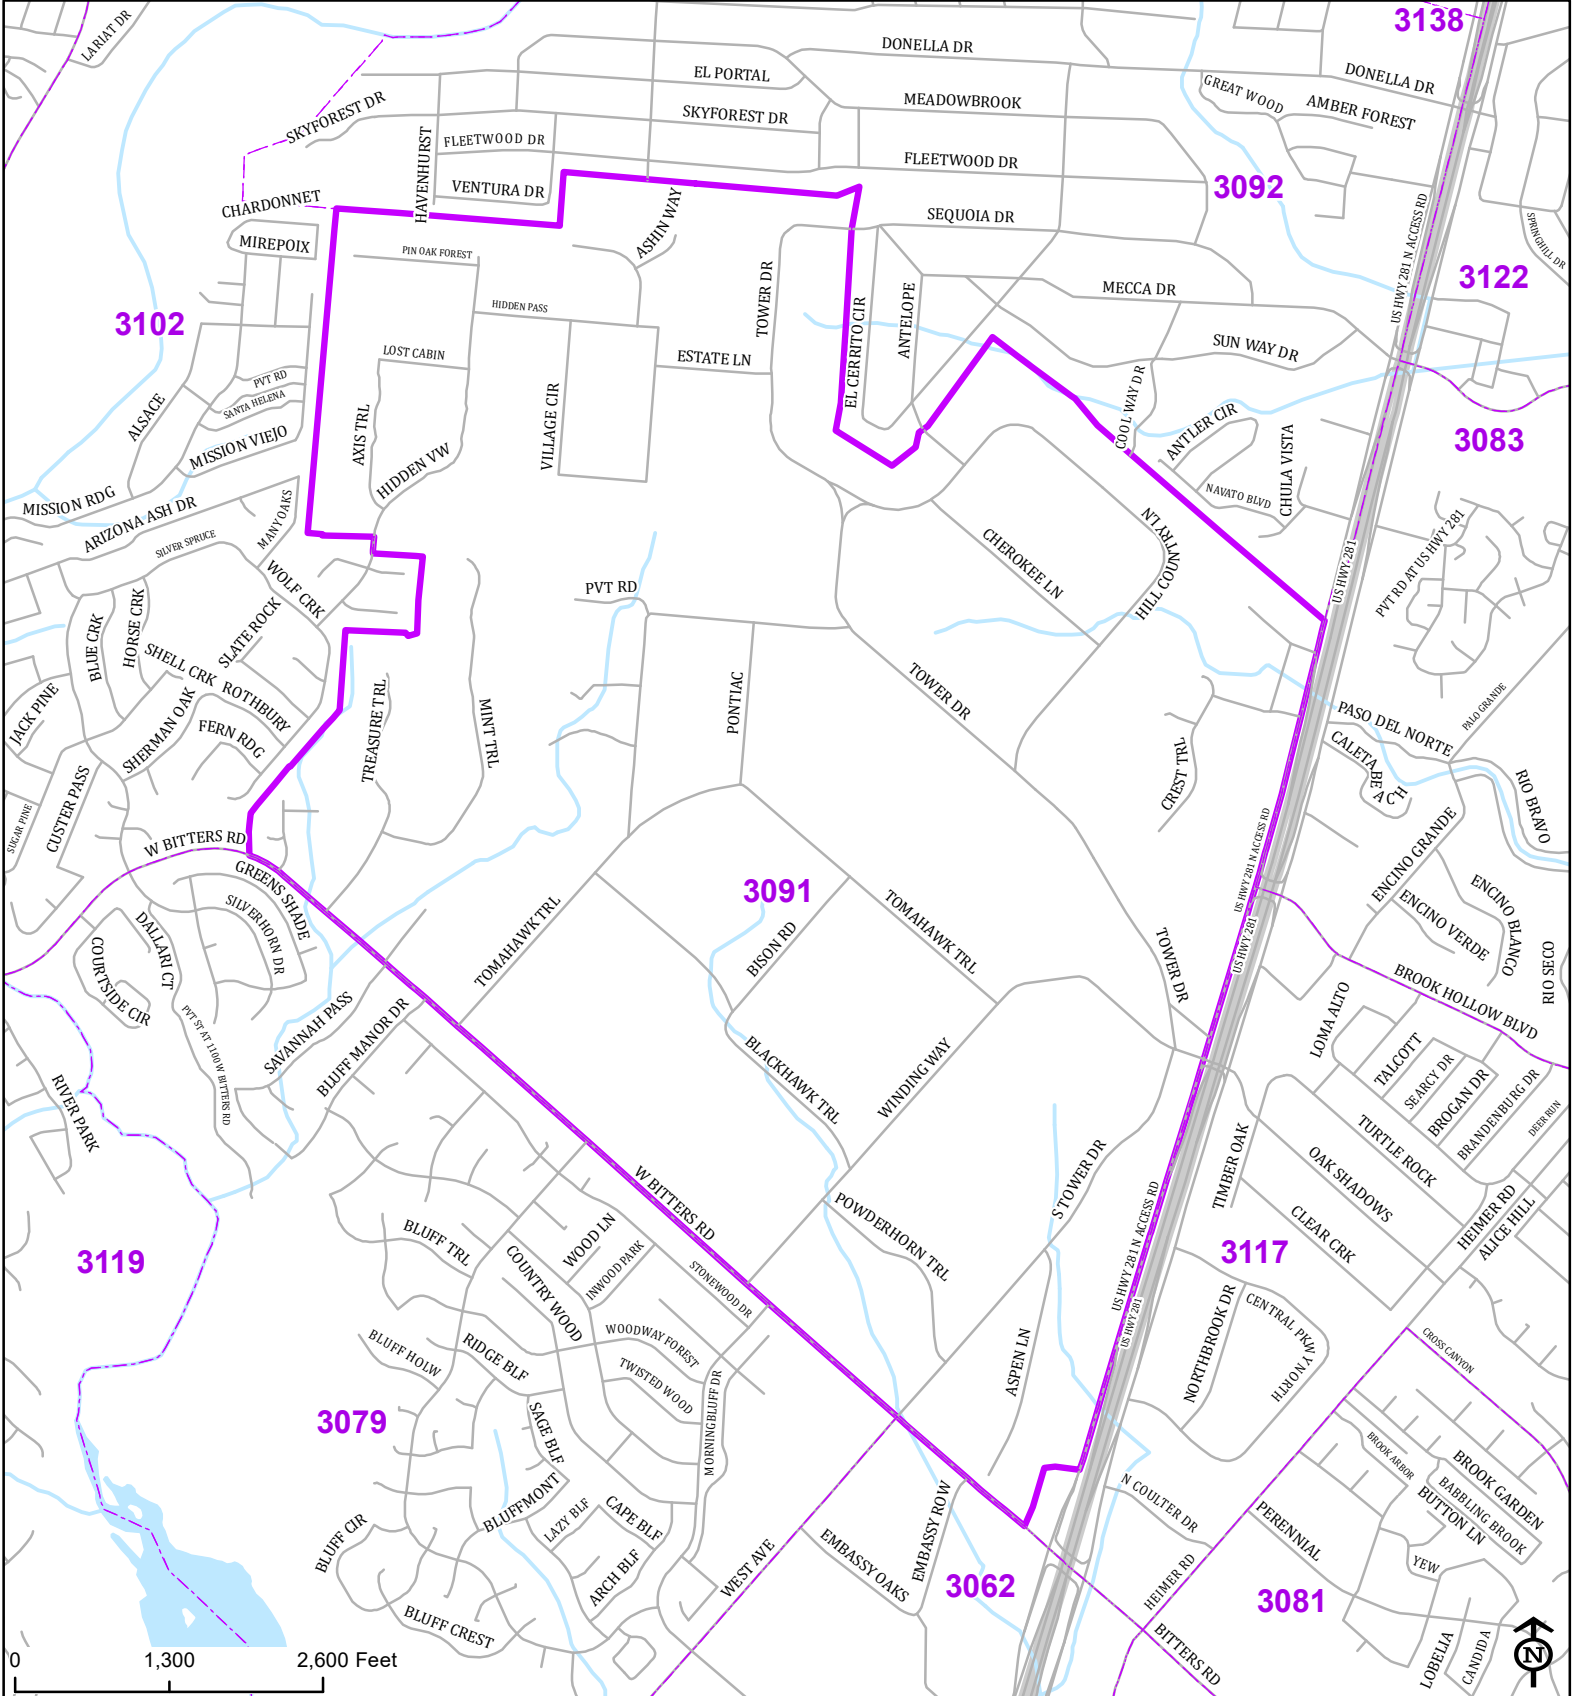 3138
LARIAT DR
DONELLA DR
EL PORTAL
DONELLA DR
GREAT WOOD
AMBER FOREST
SKYFOREST DR
MEADOWBROOK
SKYFOREST DR
HAVENHURST
FLEETWOOD DR
FLEETWOOD DR
VENTURA DR
3092
CHARDONNET
ASHIN WAY
SEQUOIA DR
US HWY 281 N ACCESS RD
SPRINGHILL DR
MIREPOIX
PIN OAK FOREST
TOWER DR
3122
MECCA DR
3102
HIDDEN PASS
EL CERRITO CIR
ANTELOPE
LOST CABIN
ESTATE LN
SUN WAY DR
PVT RD
SANTA HELENA
ALSACE
AXIS TRL
VILLAGE CIR
COOL WAY DR
ANTLER CIR
CHULA VISTA
3083
MISSION VIEJO
HIDDEN VW
NAVATO BLVD
MISSION RDG
ARIZONA ASH DR
MANY OAKS
SILVER SPRUCE
CHEROKEE LN
HILL COUNTRY LN
US HWY 281
PVT RD AT US HWY 281
WOLF CRK
PVT RD
BLUE CRK
HORSE CRK
SLATE ROCK
SHELL CRK
ROTHBURY
JACK PINE
SHERMAN OAK
FERN RDG
TREASURE TRL
MINT TRL
PONTIAC
TOWER DR
PALO GRANDE
PASO DEL NORTE
CALETA BEACH
CREST TRL
RIO BRAVO
SUGAR PINE
CUSTER PASS
W BITTERS RD
GREENS SHADE
US HWY 281 N ACCESS RD
ENCINO GRANDE
ENCINO BLANCO
3091
SILVERHORN DR
TOMAHAWK TRL
TOMAHAWK TRL
BISON RD
ENCINO VERDE
DALLARI CT
COURTSIDE CIR
TOWER DR
US HWY 281
RIO SECO
BROOK HOLLOW BLVD
SAVANNAH PASS
BLUFF MANOR DR
PVT ST AT 1100 W BITTERS RD
LOMA ALTO
BLACKHAWK TRL
WINDING WAY
TALCOTT
SEARCY DR
BROGAN DR
BRANDENBURG DR
DEER RUN
RIVER PARK
TURTLE ROCK
TIMBER OAK
OAK SHADOWS
S TOWER DR
W BITTERS RD
POWDERHORN TRL
US HWY 281 N ACCESS RD
CLEAR CRK
HEIMER RD
ALICE HILL
BLUFF TRL
WOOD LN
INWOOD PARK
COUNTRY WOOD
STONEWOOD DR
3119
3117
NORTHBROOK DR
CENTRAL PKWY NORTH
US HWY 281
BLUFF HOLW
RIDGE BLF
WOODWAY FOREST
TWISTED WOOD
ASPEN LN
CROSS CANYON
3079
SAGE BLF
MORNINGBLUFF DR
BROOK ARBOR
BROOK GARDEN
BABBLING BROOK
BUTTON LN
BLUFFMONT
LAZY BLF
CAPE BLF
ARCH BLF
BLUFF CIR
EMBASSY ROW
N COULTER DR
PERENNIAL
WEST AVE
EMBASSY OAKS
3062
HEIMER RD
YEW
3081
BLUFF CREST
BITTERS RD
LOBELIA
CANDIDA
0 1,300 2,600 Feet
N